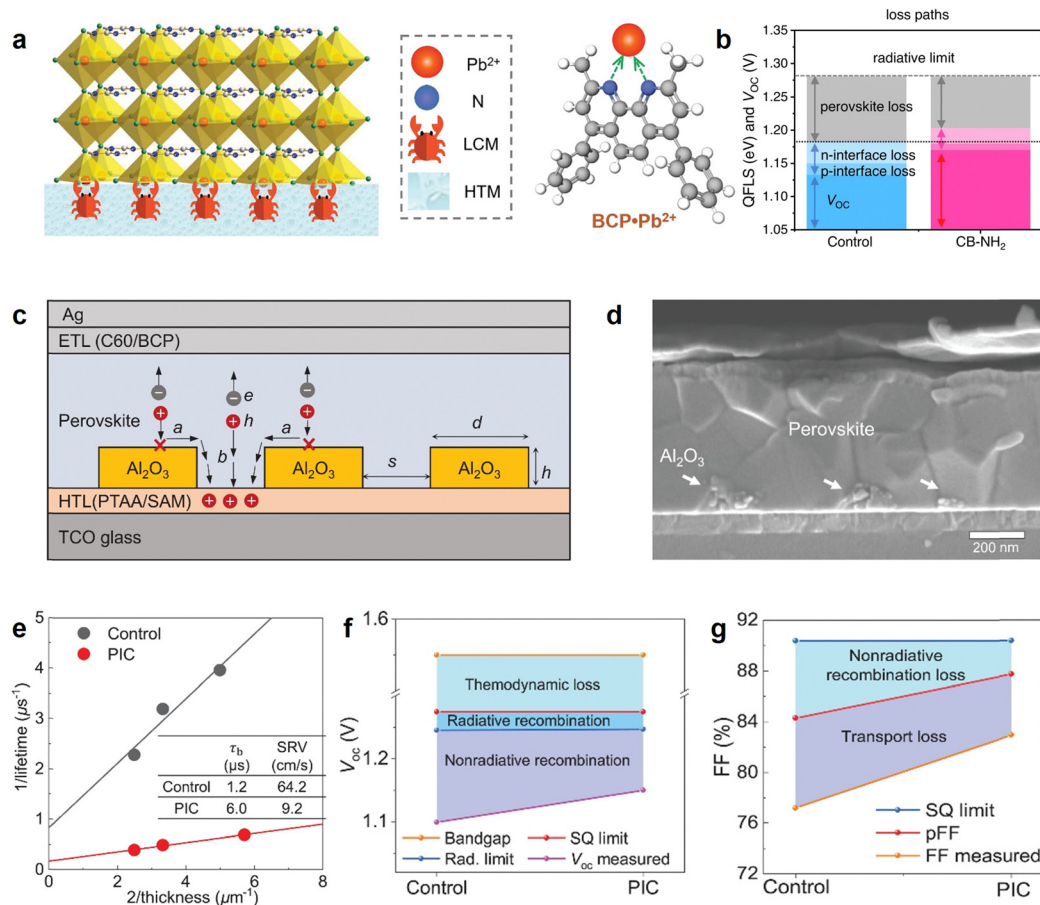 a
Pb2+
N
LCM
HTM
BCP•Pb2+
b
loss paths
1.35
1.30
1.25
1.20
1.15
1.10
1.05
QFLS (eV) and VOC (V)
radiative limit
perovskite loss
n-interface loss
p-interface loss
VOC
Control
CB-NH2
c
Ag
ETL (C60/BCP)
e
h
Perovskite
a
b
a
d
Al2O3
Al2O3
s
Al2O3
h
HTL(PTAA/SAM)
TCO glass
d
Perovskite
Al2O3
200 nm
e
5
4
3
2
1
0
1/lifetime (μs-1)
Control
PIC
τb (μs)
SRV (cm/s)
Control 1.2 64.2
PIC 6.0 9.2
0 2 4 6 8
2/thickness (μm-1)
f
1.6
1.2
1.1
Voc (V)
Themodynamic loss
Radiative recombination
Nonradiative recombination
Bandgap
SQ limit
Rad. limit
Voc measured
Control
PIC
g
92
88
84
80
76
72
FF (%)
Nonradiative
recombination loss
Transport loss
SQ limit
pFF
FF measured
Control
PIC